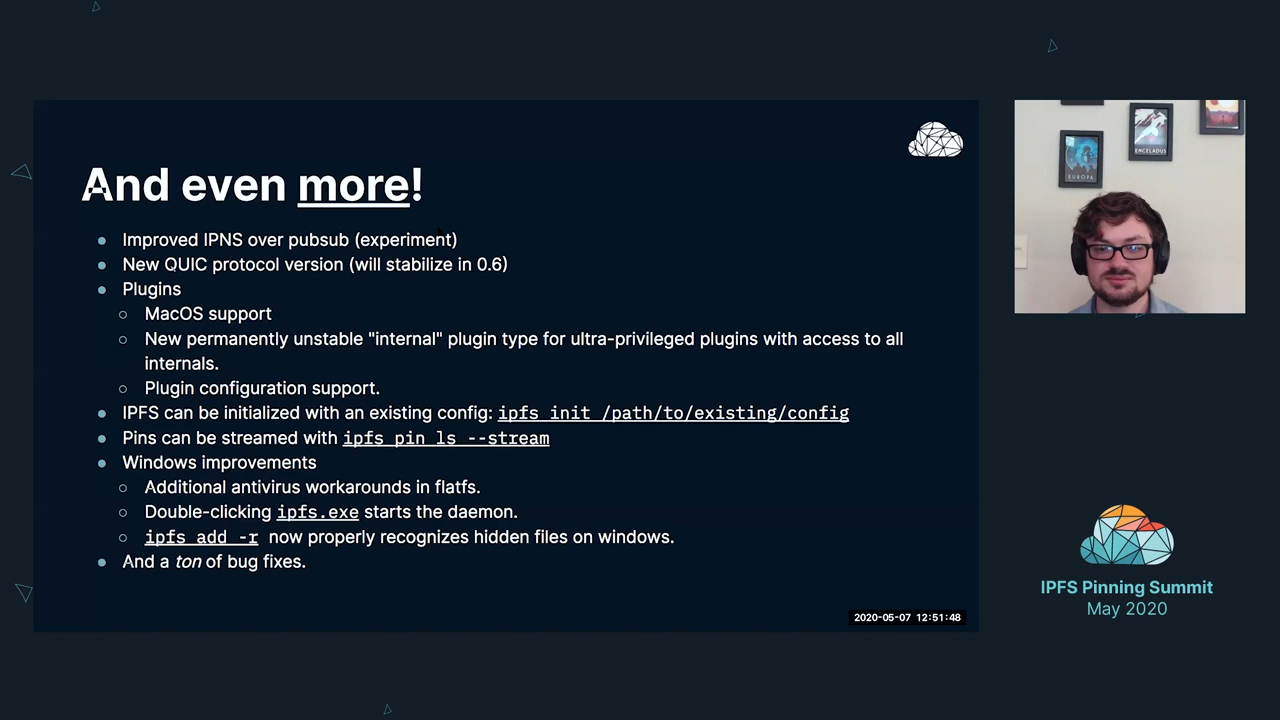 And even more!
Improved IPNS over pubsub (experiment)
New QUIC protocol version (will stabilize in 0.6)
Plugins
MacOS support
New permanently unstable "internal" plugin type for ultra-privileged plugins with access to all
internals.
Plugin configuration support.
IPFS can be initialized with an existing config: ipfs init /path/to/existing/config
Pins can be streamed with ipfs pin ls --stream
Windows improvements
Additional antivirus workarounds in flatfs.
Double-clicking ipfs.exe starts the daemon.
ipfs add -r now properly recognizes hidden files on windows.
And a ton of bug fixes.
2020-05-07 12:51:48
EUROPA
ENCELADUS
IPFS Pinning Summit
May 2020